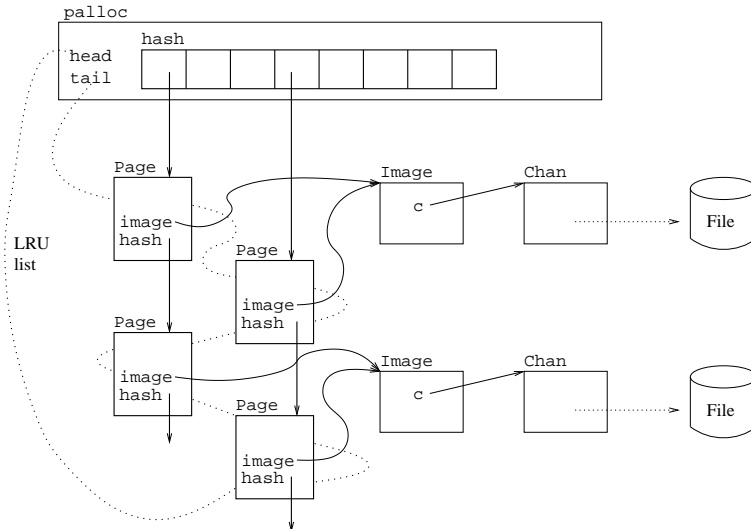 palloc
hash
head
tail
Page
image
hash
Image
c
Chan
File
LRU
list
Page
image
hash
Page
image
hash
Image
c
Chan
File
Page
image
hash